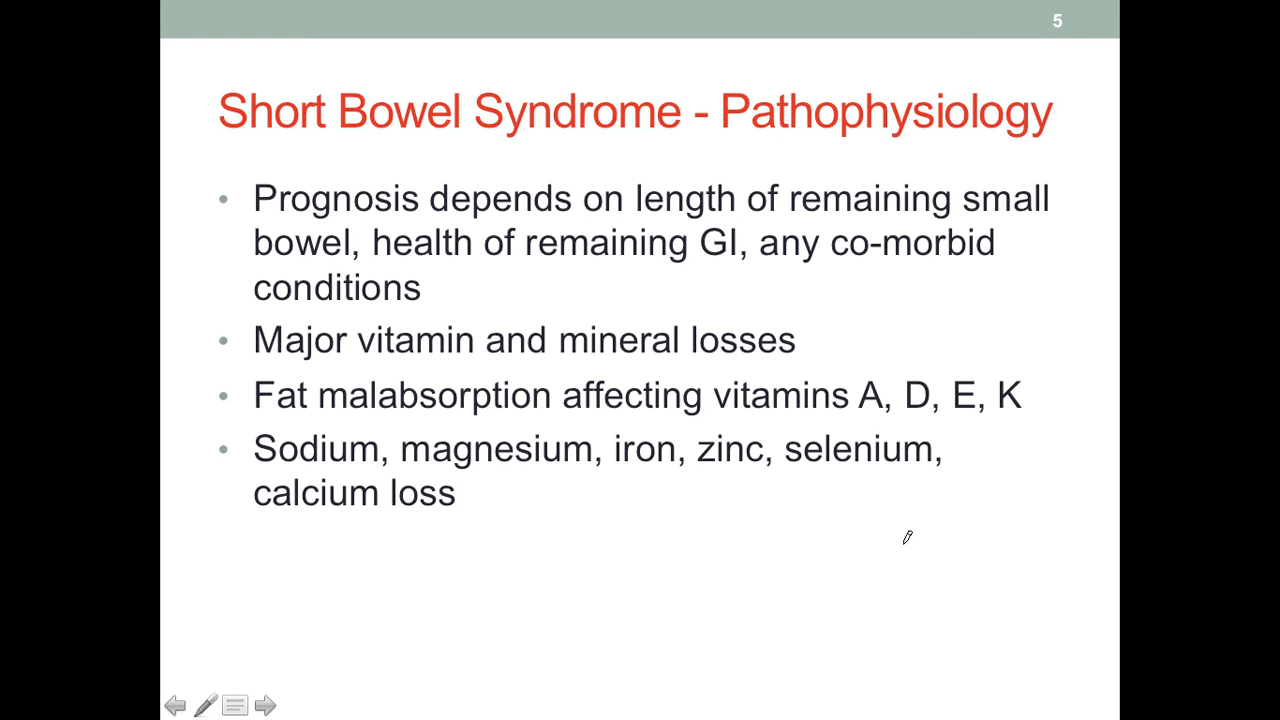 5
Short Bowel Syndrome - Pathophysiology
• Prognosis depends on length of remaining small
bowel, health of remaining GI, any co-morbid
conditions
• Major vitamin and mineral losses
• Fat malabsorption affecting vitamins A, D, E, K
• Sodium, magnesium, iron, zinc, selenium,
calcium loss